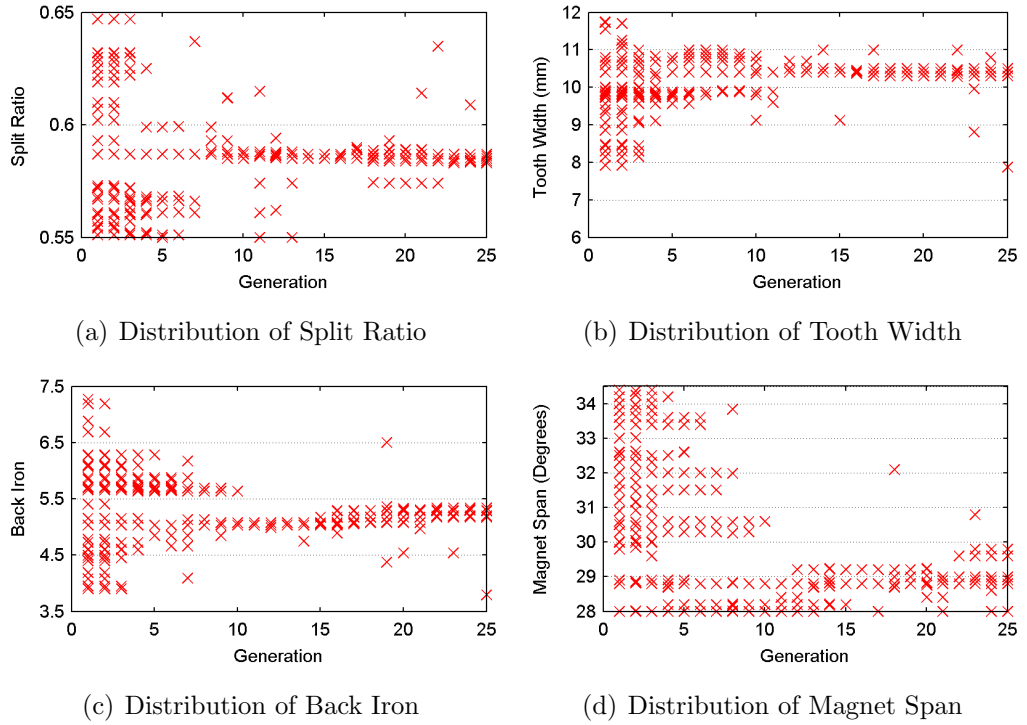 0.65
0.6
0.55
Split Ratio
0 5 10 15 20 25
Generation
(a) Distribution of Split Ratio
12
11
10
9
8
7
6
Tooth Width (mm)
0 5 10 15 20 25
Generation
(b) Distribution of Tooth Width
7.5
6.5
5.5
4.5
3.5
Back Iron
0 5 10 15 20 25
Generation
(c) Distribution of Back Iron
34
33
32
31
30
29
28
Magnet Span (Degrees)
0 5 10 15 20 25
Generation
(d) Distribution of Magnet Span